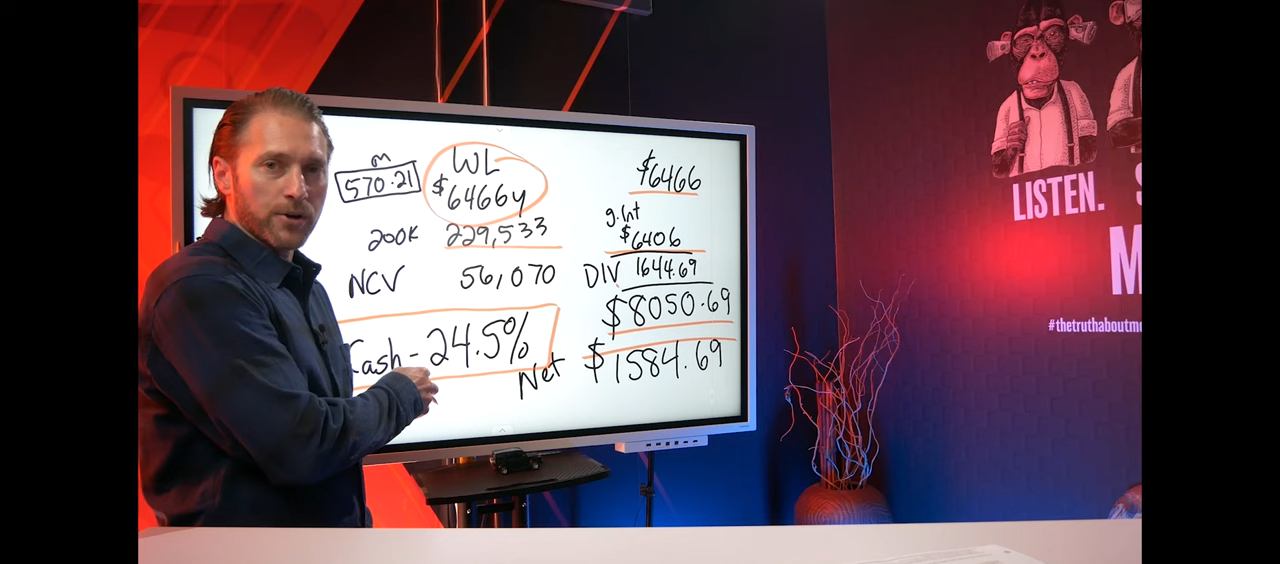 m
570.21
WL
$6466y
200K 229,533
NCV 56,070
Cash - 24.5%
Net
$6466
g.Int
$6406
DIV 1644.69
$8050.69
$1584.69
LISTEN.
S
M
#thetruthaboutmo